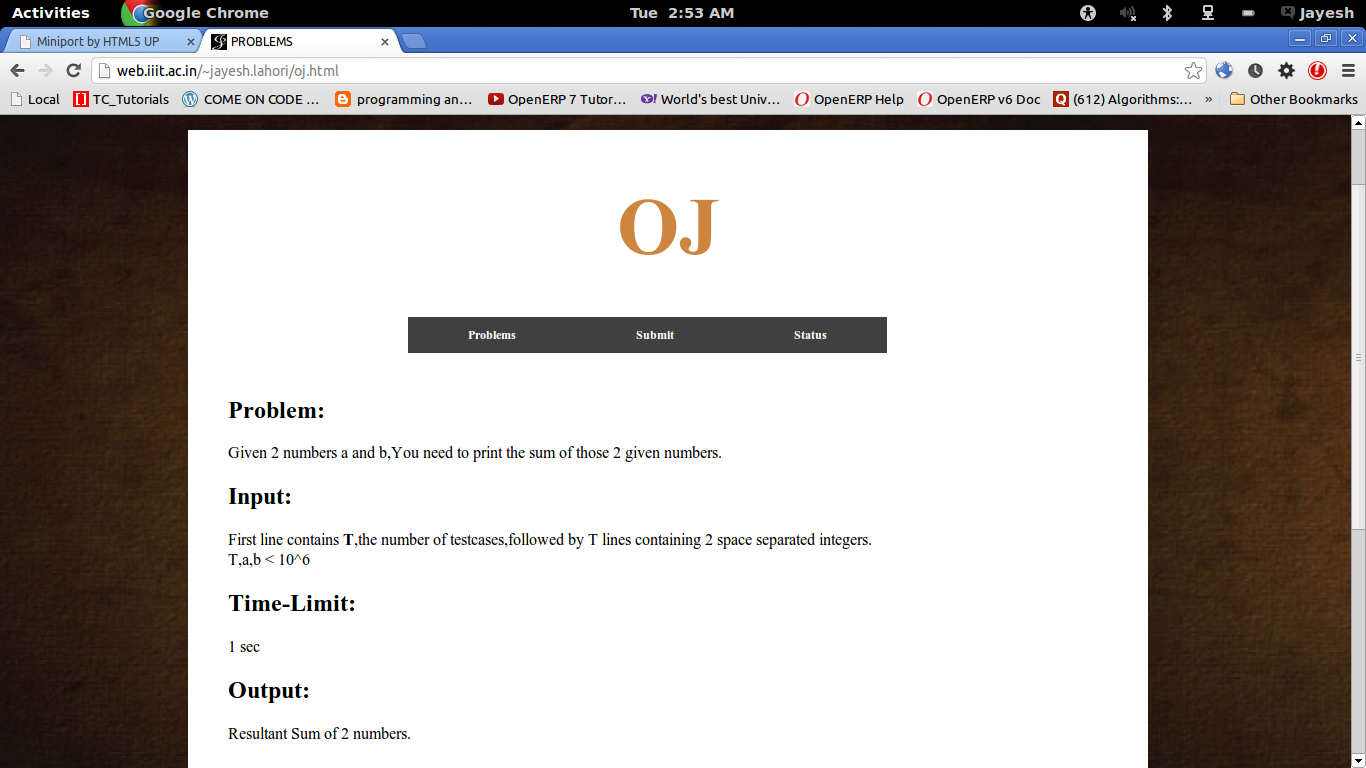 Activities Google Chrome Tue 2:53 AM Jayesh
Miniport by HTML5 UP PROBLEMS
web.iiit.ac.in/~jayesh.lahori/oj.html
Local TC_Tutorials COME ON CODE ... programming an... OpenERP 7 Tutor... World's best Univ... OpenERP Help OpenERP v6 Doc (612) Algorithms:... » Other Bookmarks
OJ
Problems Submit Status
Problem:
Given 2 numbers a and b,You need to print the sum of those 2 given numbers.
Input:
First line contains T,the number of testcases,followed by T lines containing 2 space separated integers.
T,a,b < 10^6
Time-Limit:
1 sec
Output:
Resultant Sum of 2 numbers.